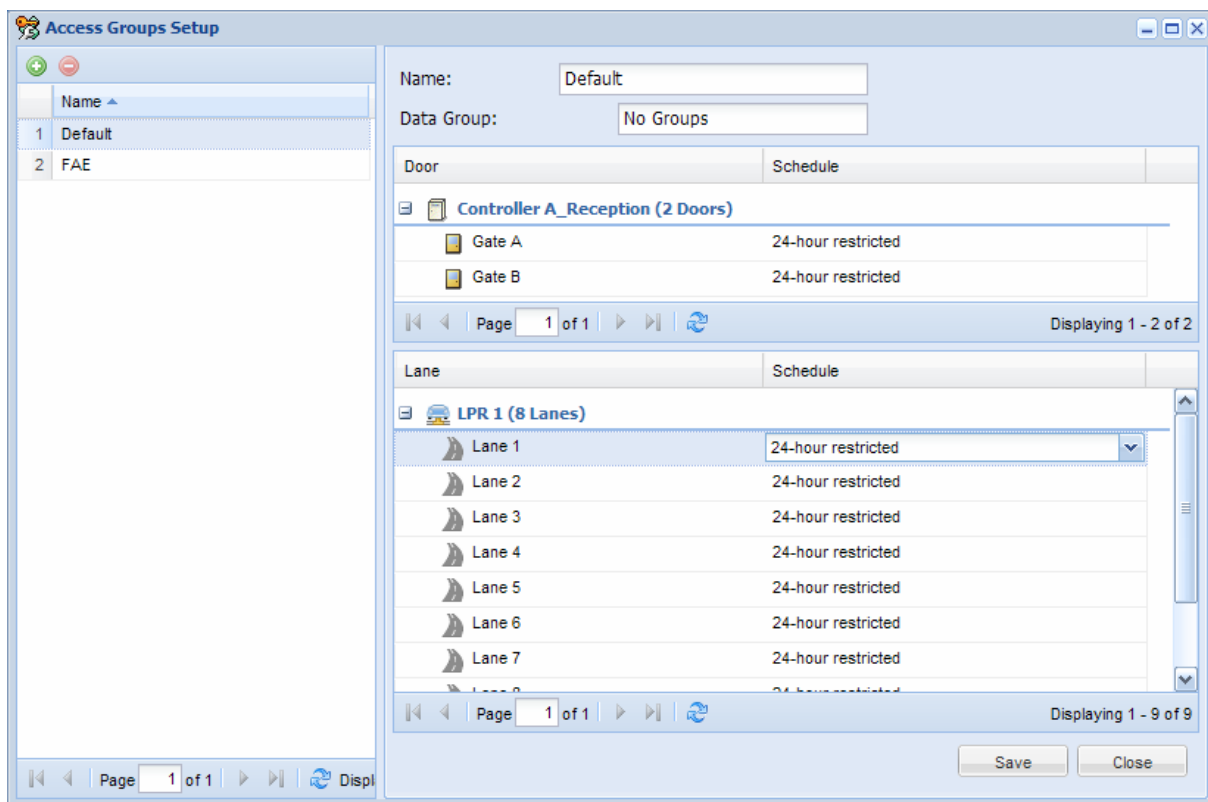 Access Groups Setup
Name
1 Default
2 FAE
Page 1 of 1
Name: Default
Data Group: No Groups
Door Schedule
Controller A_Reception (2 Doors)
Gate A 24-hour restricted
Gate B 24-hour restricted
Page 1 of 1 Displaying 1 - 2 of 2
Lane Schedule
LPR 1 (8 Lanes)
Lane 1 24-hour restricted
Lane 2 24-hour restricted
Lane 3 24-hour restricted
Lane 4 24-hour restricted
Lane 5 24-hour restricted
Lane 6 24-hour restricted
Lane 7 24-hour restricted
Page 1 of 1 Displaying 1 - 9 of 9
Save Close